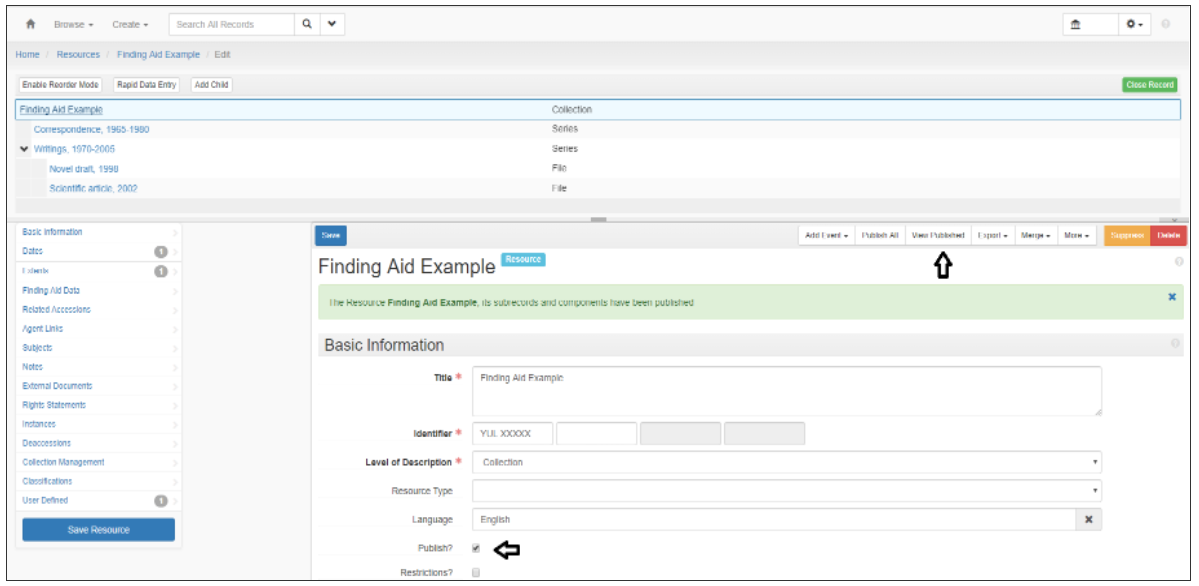 Browse Create Search All Records
Home / Resources / Finding Aid Example / Edit
Enable Reorder Mode Rapid Data Entry Add Child Close Record
Finding Aid Example Collection
Correspondence, 1965-1980 Series
Writings, 1970-2005 Series
Novel draft, 1998 File
Scientific article, 2002 File
Basic Information
Dates 1
Extents 1
Finding Aid Data
Related Accessions
Agent Links
Subjects
Notes
External Documents
Rights Statements
Instances
Deaccessions
Collection Management
Classifications
User Defined 1
Save Resource
Save Add Event Publish All View Published Export Merge More Suppress Delete
Finding Aid Example Resource
The Resource Finding Aid Example, its subrecords and components have been published
Basic Information
Title * Finding Aid Example
Identifier * YUL XXXXX
Level of Description * Collection
Resource Type
Language English
Publish?
Restrictions?